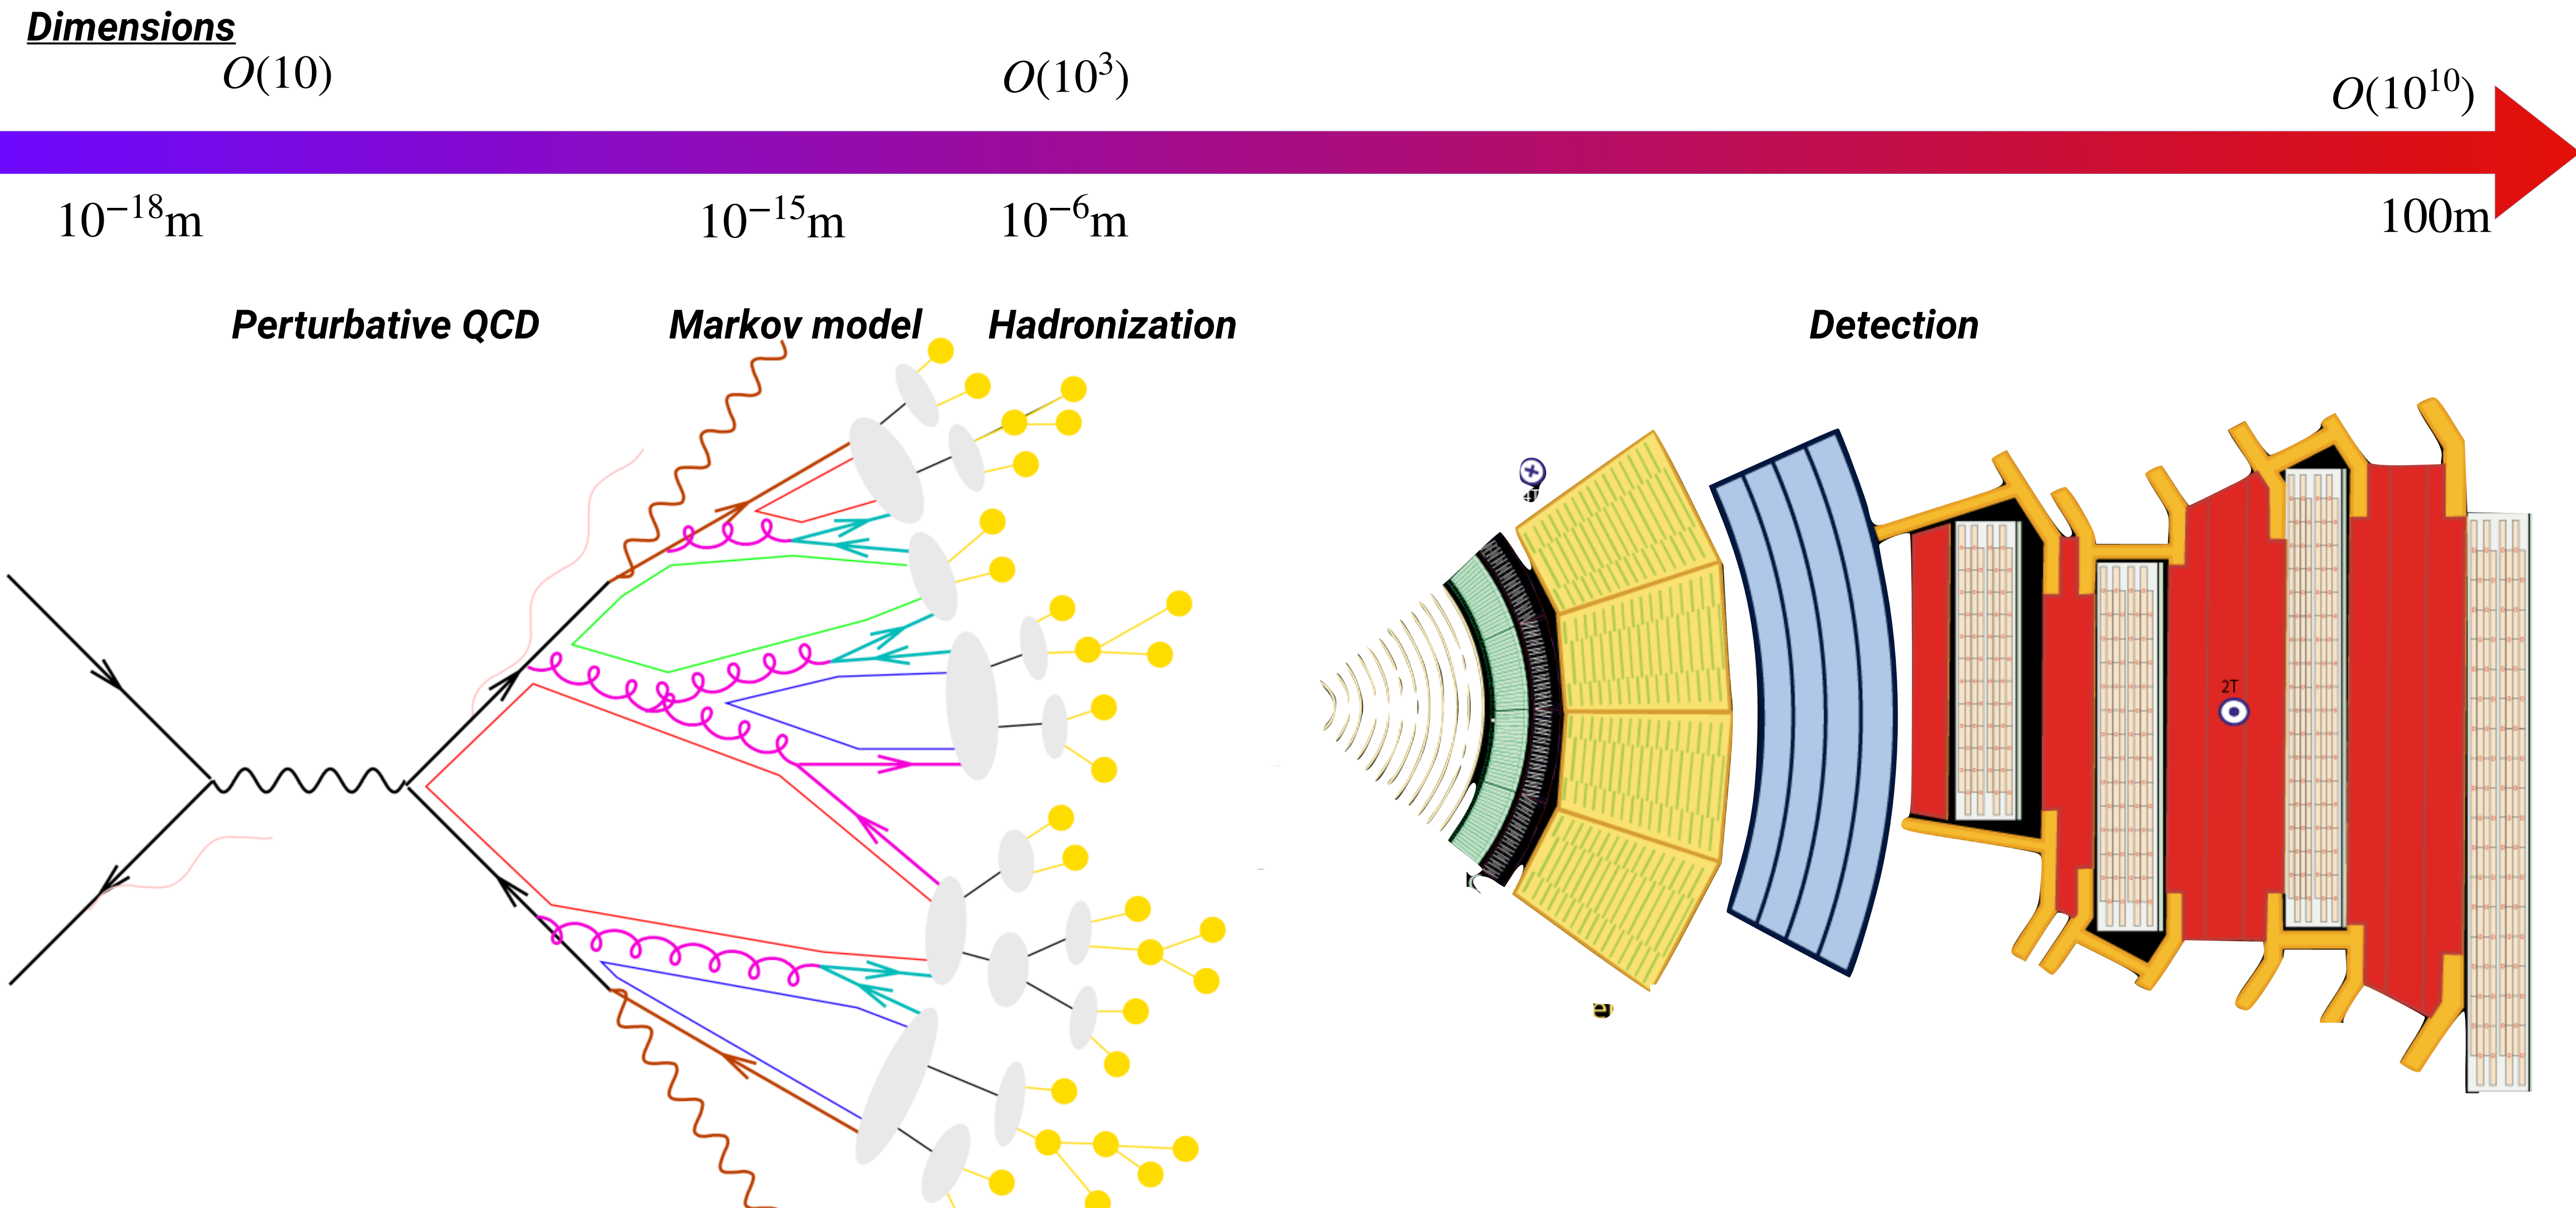 Dimensions
O(10)
O(10³)
O(10¹⁰)
10⁻¹⁸m
10⁻¹⁵m
10⁻⁶m
100m
Perturbative QCD
Markov model
Hadronization
Detection
2T